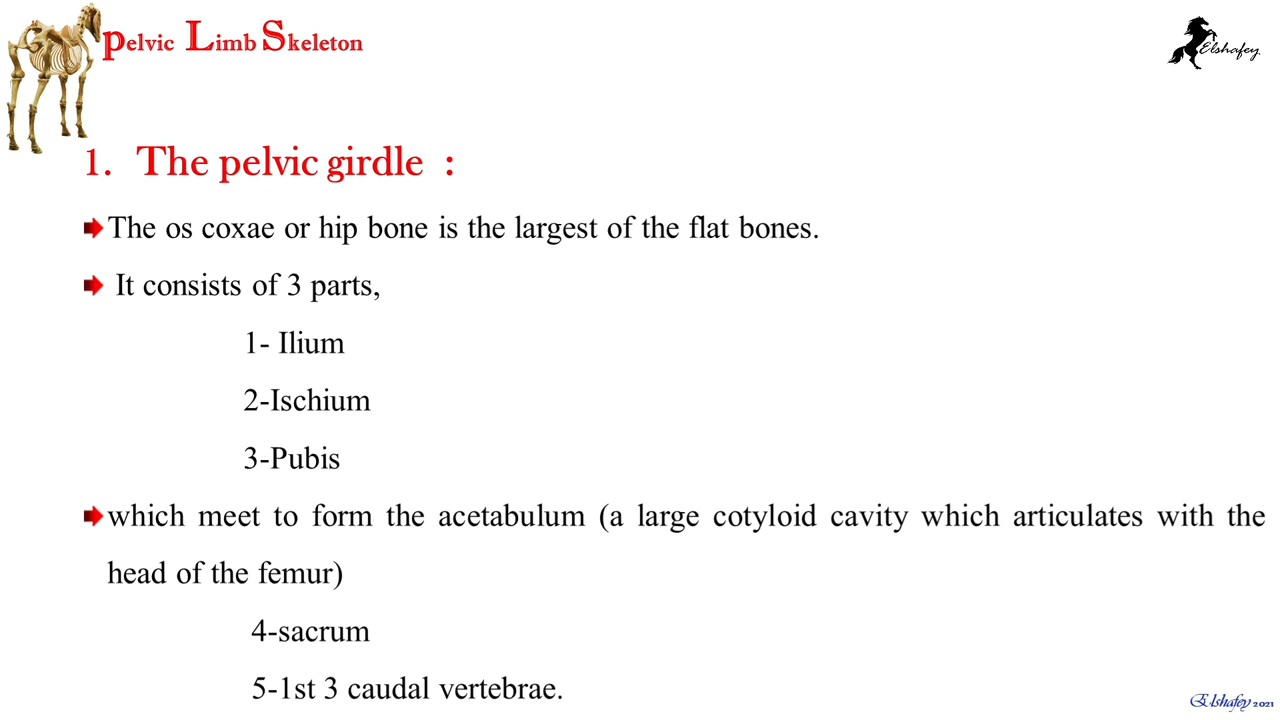 pelvic Limb Skeleton
Elshafey
1. The pelvic girdle :
The os coxae or hip bone is the largest of the flat bones.
It consists of 3 parts,
1- Ilium
2-Ischium
3-Pubis
which meet to form the acetabulum (a large cotyloid cavity which articulates with the
head of the femur)
4-sacrum
5-1st 3 caudal vertebrae.
Elshafey 2021